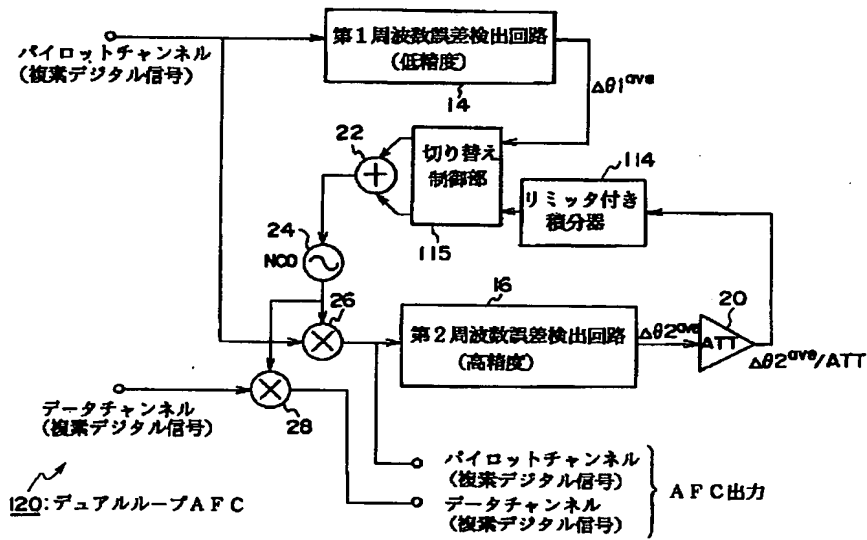 パイロットチャンネル
(複素デジタル信号)
第1周波数誤差検出回路
(低精度)
14
Δθ1ave
22
切り替え
制御部
115
114
リミッタ付き
積分器
24
NCO
26
16
第2周波数誤差検出回路
(高精度)
Δθ2ave
20
ATT
Δθ2ave/ATT
データチャンネル
(複素デジタル信号)
28
パイロットチャンネル
(複素デジタル信号)
データチャンネル
(複素デジタル信号)
AFC出力
120:デュアルループAFC